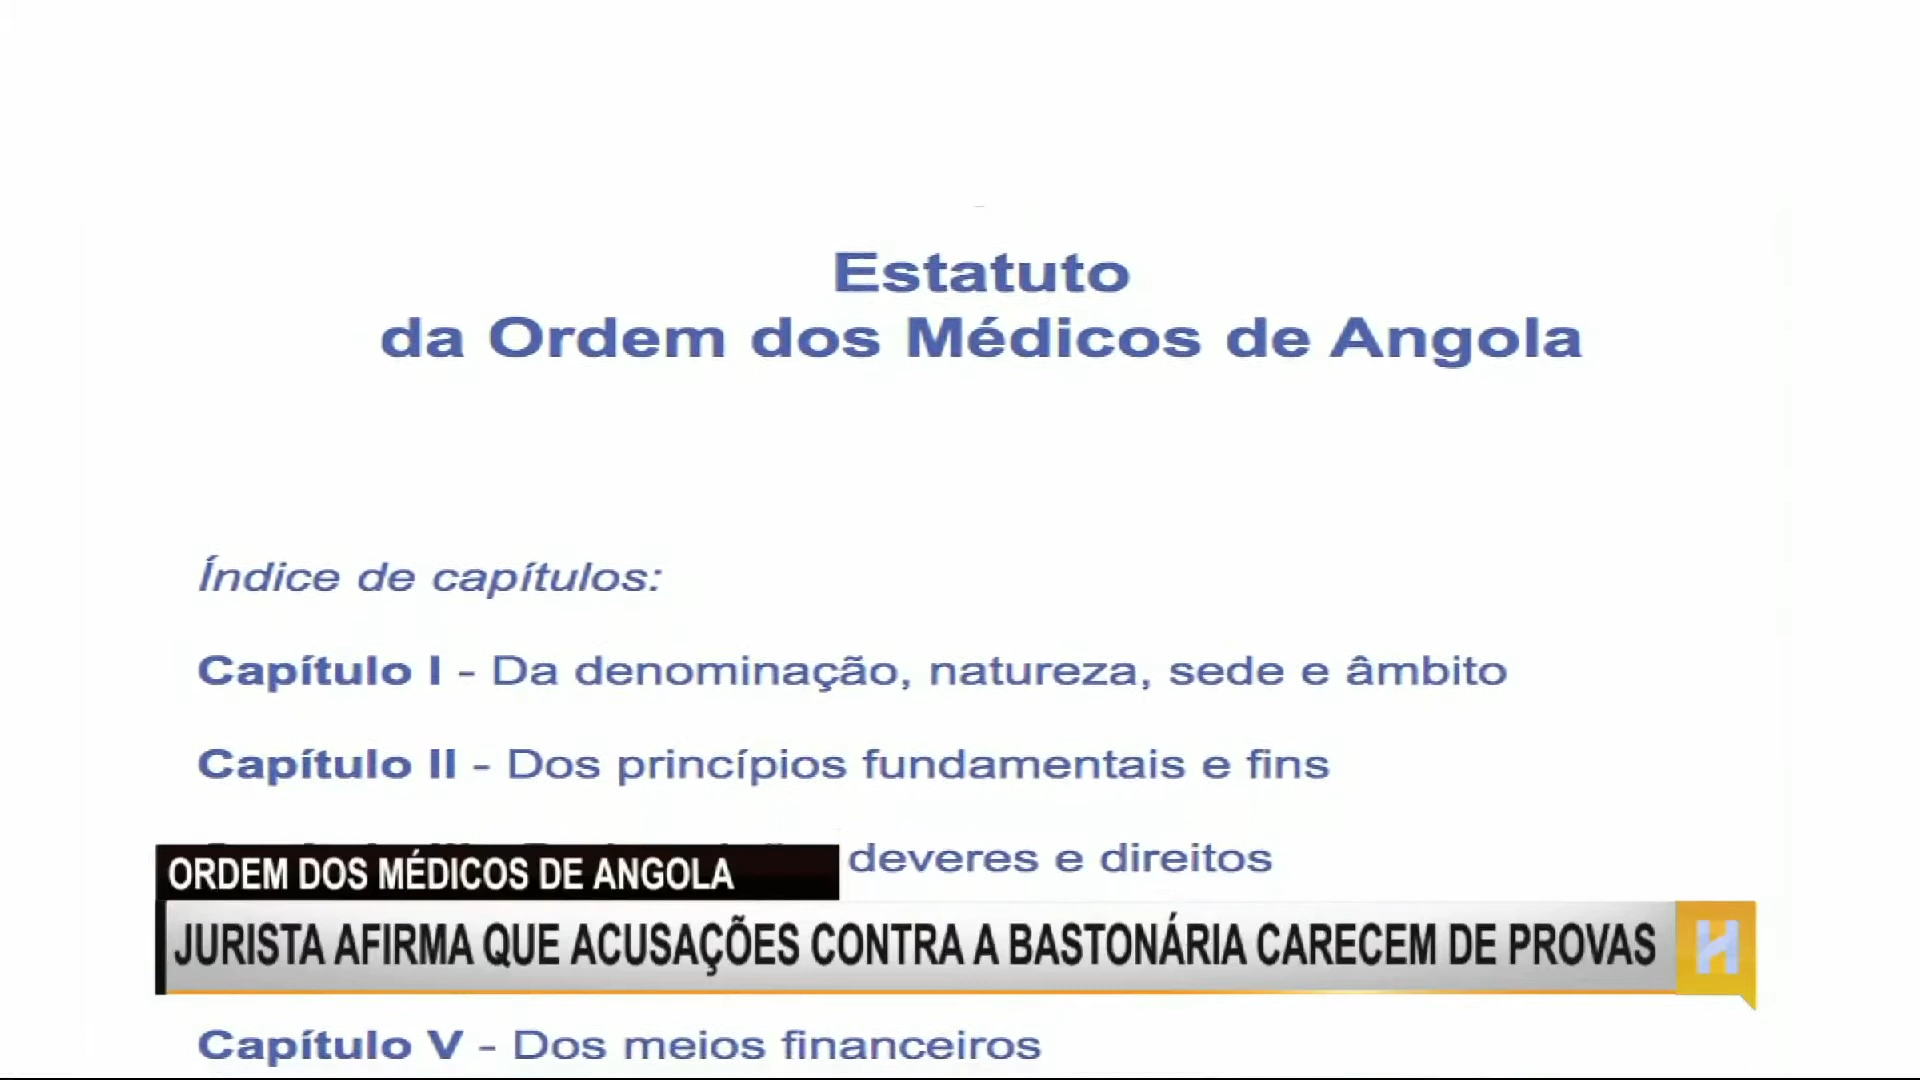 Estatuto
da Ordem dos Médicos de Angola
Índice de capítulos:
Capítulo I - Da denominação, natureza, sede e âmbito
Capítulo II - Dos princípios fundamentais e fins
deveres e direitos
ORDEM DOS MÉDICOS DE ANGOLA
JURISTA AFIRMA QUE ACUSAÇÕES CONTRA A BASTONÁRIA CARECEM DE PROVAS
H
Capítulo V - Dos meios financeiros